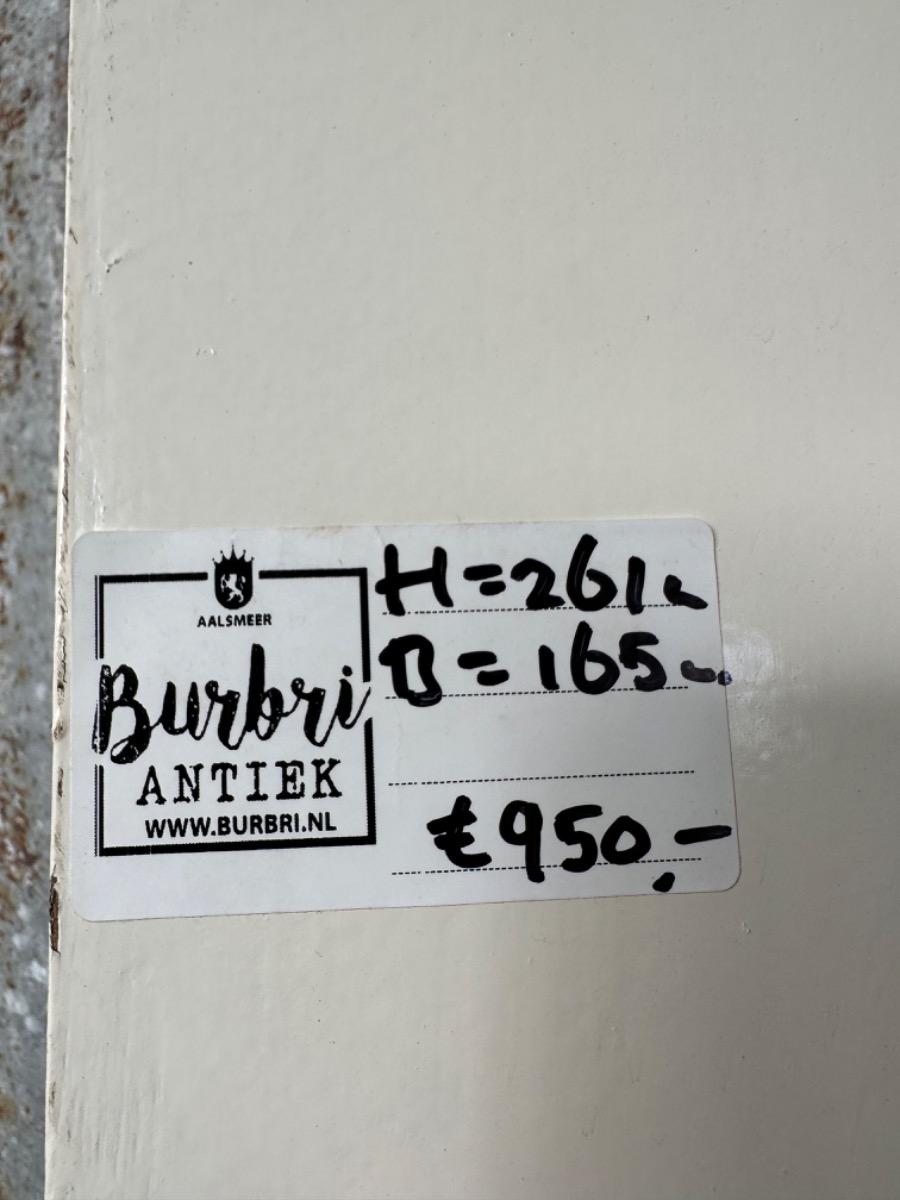 AALSMEER
Burbri
ANTIEK
WWW.BURBRI.NL
H=261
B=165
€950,-